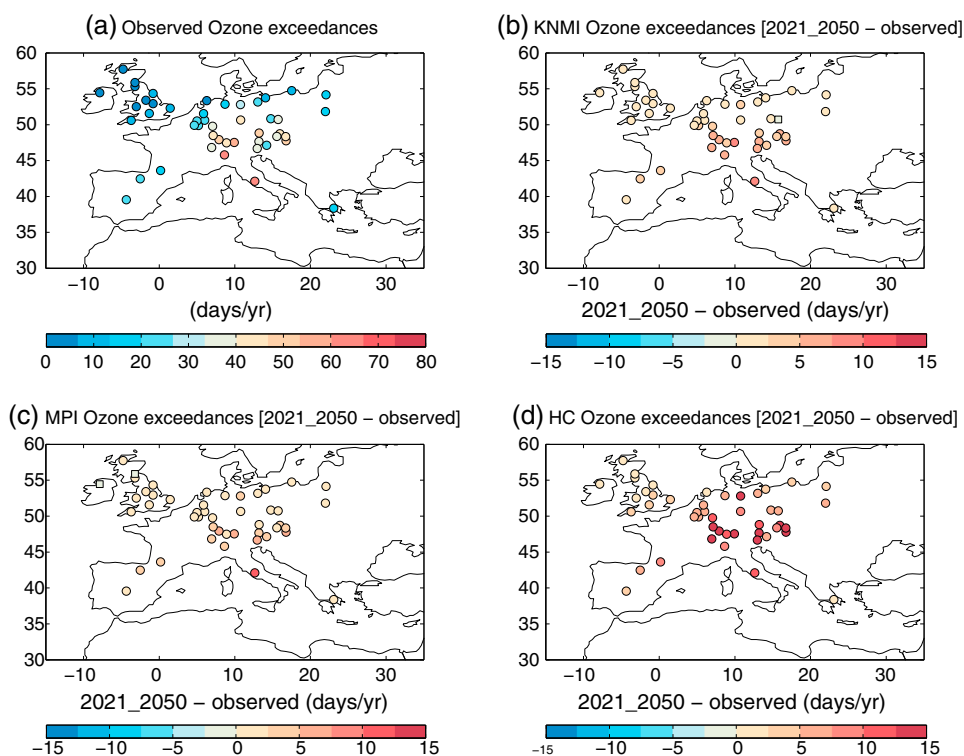 (a) Observed Ozone exceedances
60
55
50
45
40
35
30
−10 0 10 20 30
(days/yr)
0 10 20 30 40 50 60 70 80
(b) KNMI Ozone exceedances [2021_2050 − observed]
60
55
50
45
40
35
30
−10 0 10 20 30
2021_2050 − observed (days/yr)
−15 −10 −5 0 5 10 15
(c) MPI Ozone exceedances [2021_2050 − observed]
60
55
50
45
40
35
30
−10 0 10 20 30
2021_2050 − observed (days/yr)
−15 −10 −5 0 5 10 15
(d) HC Ozone exceedances [2021_2050 − observed]
60
55
50
45
40
35
30
−10 0 10 20 30
2021_2050 − observed (days/yr)
−15 −10 −5 0 5 10 15